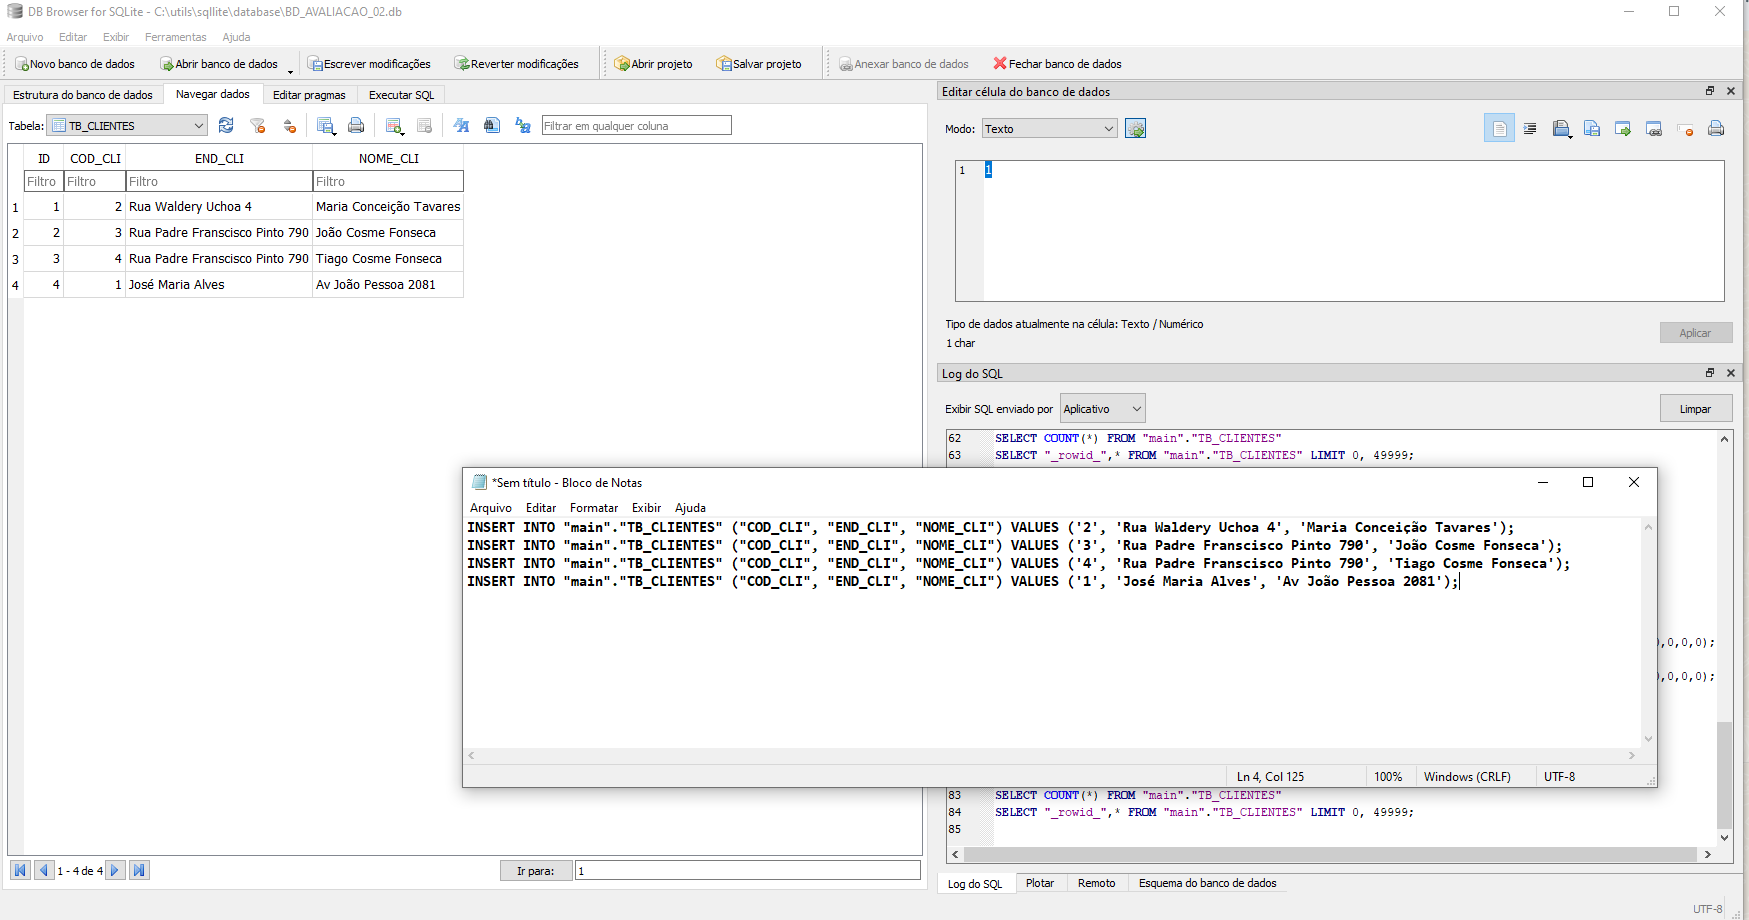 DB Browser for SQLite - C:\utils\sqllite\database\BD_AVALIACAO_02.db
Arquivo Editar Exibir Ferramentas Ajuda
Novo banco de dados Abrir banco de dados Escrever modificações Reverter modificações Abrir projeto Salvar projeto Anexar banco de dados Fechar banco de dados
Estrutura do banco de dados Navegar dados Editar pragmas Executar SQL
Tabela: TB_CLIENTES Filtrar em qualquer coluna
ID COD_CLI END_CLI NOME_CLI
Filtro Filtro Filtro Filtro
1 1 2 Rua Waldery Uchoa 4 Maria Conceição Tavares
2 2 3 Rua Padre Franscisco Pinto 790 João Cosme Fonseca
3 3 4 Rua Padre Franscisco Pinto 790 Tiago Cosme Fonseca
4 4 1 José Maria Alves Av João Pessoa 2081
1 - 4 de 4 Ir para: 1
Editar célula do banco de dados
Modo: Texto
1 1
Tipo de dados atualmente na célula: Texto / Numérico
1 char
Aplicar
Log do SQL
Exibir SQL enviado por Aplicativo Limpar
62 SELECT COUNT(*) FROM "main"."TB_CLIENTES"
63 SELECT "_rowid_",* FROM "main"."TB_CLIENTES" LIMIT 0, 49999;
*Sem título - Bloco de Notas
Arquivo Editar Formatar Exibir Ajuda
INSERT INTO "main"."TB_CLIENTES" ("COD_CLI", "END_CLI", "NOME_CLI") VALUES ('2', 'Rua Waldery Uchoa 4', 'Maria Conceição Tavares');
INSERT INTO "main"."TB_CLIENTES" ("COD_CLI", "END_CLI", "NOME_CLI") VALUES ('3', 'Rua Padre Franscisco Pinto 790', 'João Cosme Fonseca');
INSERT INTO "main"."TB_CLIENTES" ("COD_CLI", "END_CLI", "NOME_CLI") VALUES ('4', 'Rua Padre Franscisco Pinto 790', 'Tiago Cosme Fonseca');
INSERT INTO "main"."TB_CLIENTES" ("COD_CLI", "END_CLI", "NOME_CLI") VALUES ('1', 'José Maria Alves', 'Av João Pessoa 2081');
Ln 4, Col 125 100% Windows (CRLF) UTF-8
,0,0,0);
,0,0,0);
83 SELECT COUNT(*) FROM "main"."TB_CLIENTES"
84 SELECT "_rowid_",* FROM "main"."TB_CLIENTES" LIMIT 0, 49999;
85
Log do SQL Plotar Remoto Esquema do banco de dados
UTF-8